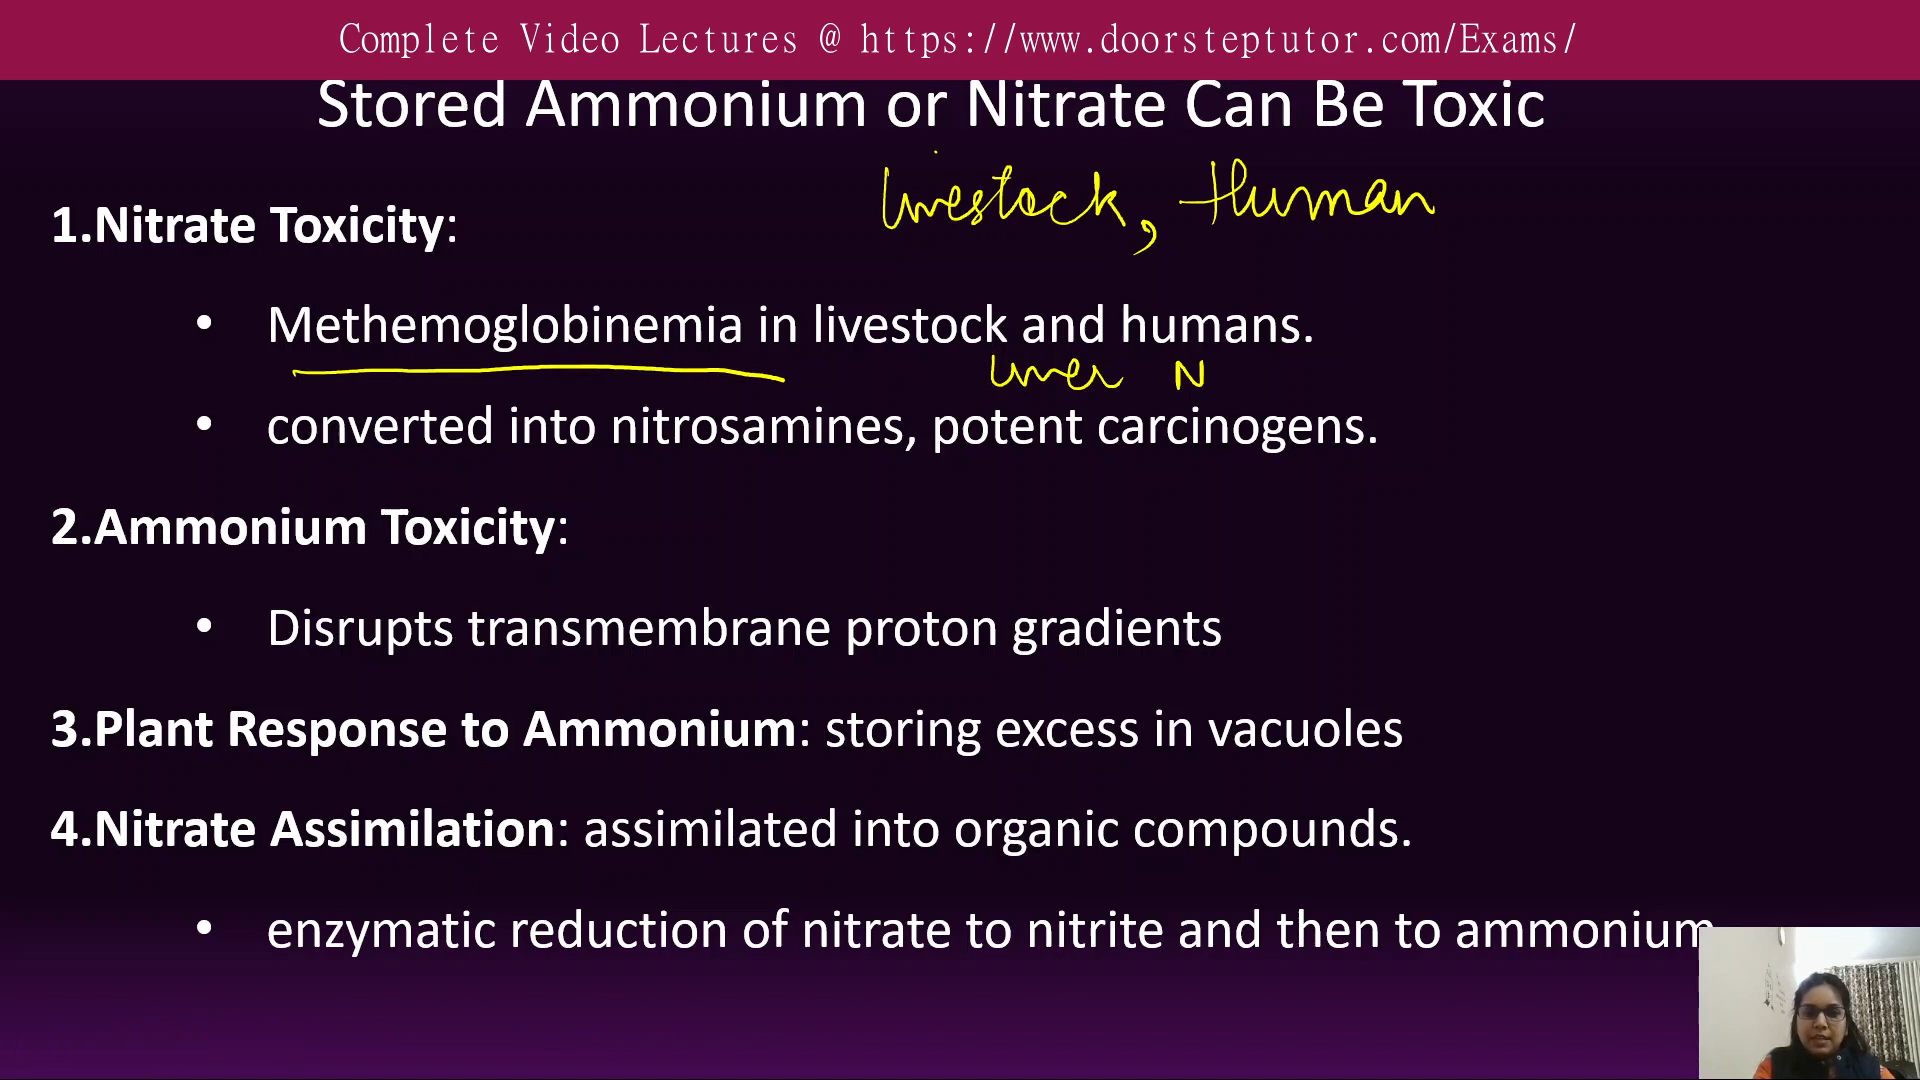 Complete Video Lectures @ https://www.doorsteptutor.com/Exams/
Stored Ammonium or Nitrate Can Be Toxic
livestock, Human
1.Nitrate Toxicity:
• Methemoglobinemia in livestock and humans.
liver N
• converted into nitrosamines, potent carcinogens.
2.Ammonium Toxicity:
• Disrupts transmembrane proton gradients
3.Plant Response to Ammonium: storing excess in vacuoles
4.Nitrate Assimilation: assimilated into organic compounds.
• enzymatic reduction of nitrate to nitrite and then to ammonium